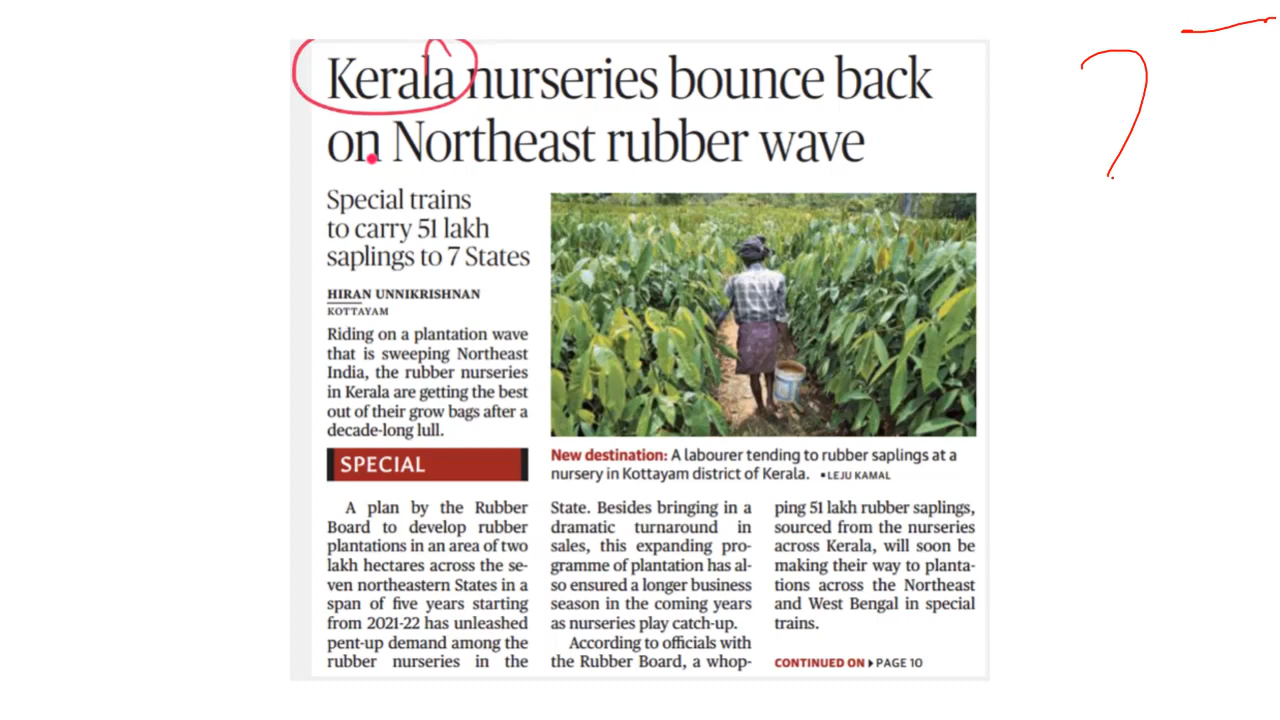 Kerala nurseries bounce back
on Northeast rubber wave
Special trains
to carry 51 lakh
saplings to 7 States
HIRAN UNNIKRISHNAN
KOTTAYAM
Riding on a plantation wave
that is sweeping Northeast
India, the rubber nurseries
in Kerala are getting the best
out of their grow bags after a
decade-long lull.
SPECIAL
A plan by the Rubber
Board to develop rubber
plantations in an area of two
lakh hectares across the se-
ven northeastern States in a
span of five years starting
from 2021-22 has unleashed
pent-up demand among the
rubber nurseries in the
New destination: A labourer tending to rubber saplings at a
nursery in Kottayam district of Kerala. •LEJU KAMAL
State. Besides bringing in a
dramatic turnaround in
sales, this expanding pro-
gramme of plantation has al-
so ensured a longer business
season in the coming years
as nurseries play catch-up.
According to officials with
the Rubber Board, a whop-
ping 51 lakh rubber saplings,
sourced from the nurseries
across Kerala, will soon be
making their way to planta-
tions across the Northeast
and West Bengal in special
trains.
CONTINUED ON ▸ PAGE 10
?